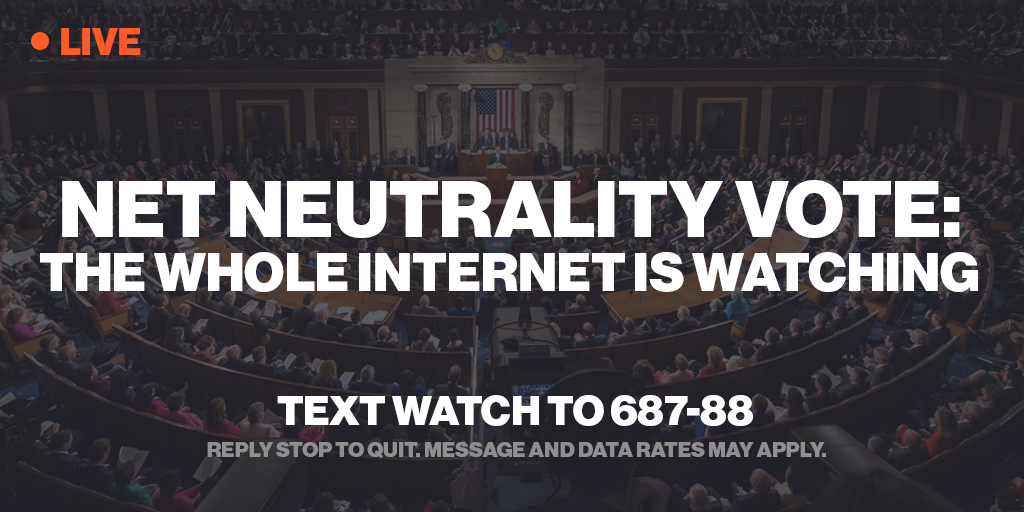 LIVE
NET NEUTRALITY VOTE:
THE WHOLE INTERNET IS WATCHING
TEXT WATCH TO 687-88
REPLY STOP TO QUIT. MESSAGE AND DATA RATES MAY APPLY.